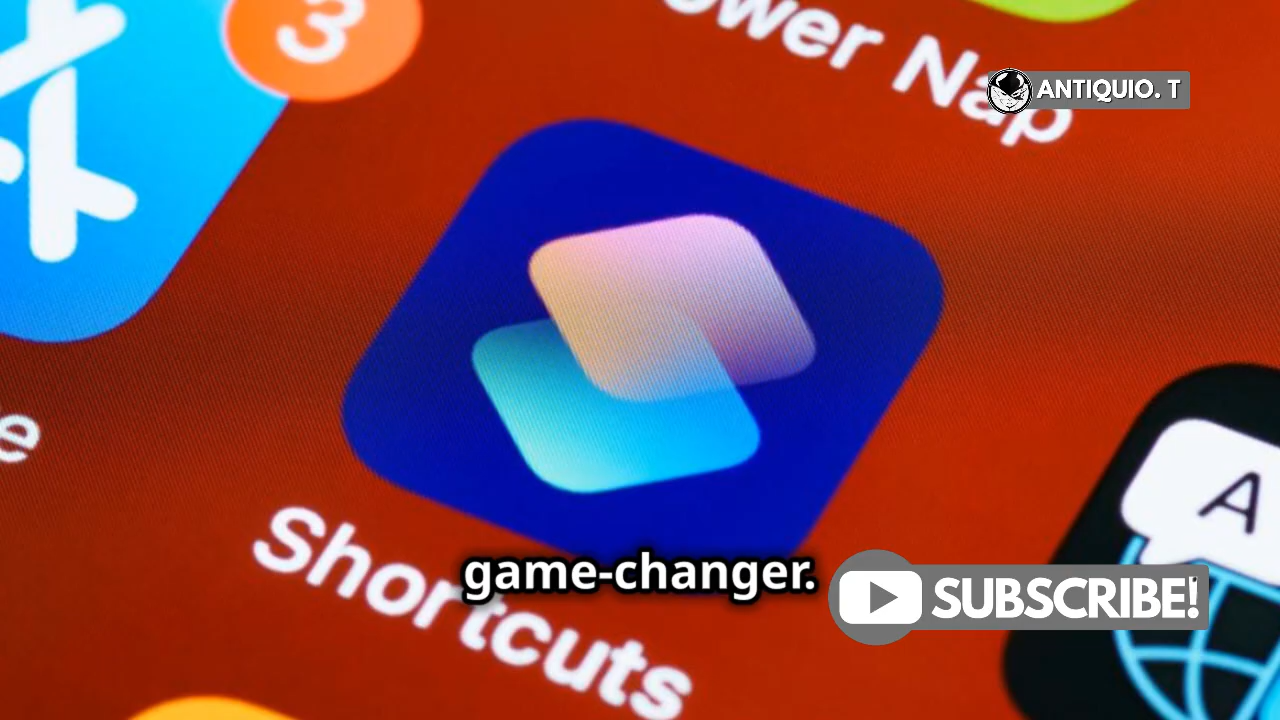 3
ower Nap
ANTIQUIO. T
e
A
Shortcuts
game-changer.
SUBSCRIBE!